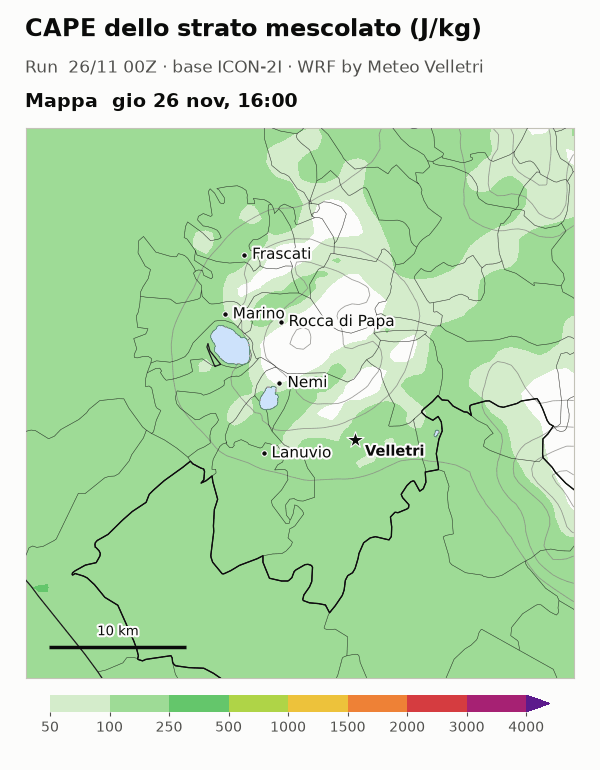 CAPE dello strato mescolato (J/kg)
Run  26/11 00Z · base ICON-2I · WRF by Meteo Velletri
Mappa  gio 26 nov, 16:00
Frascati
Marino
Rocca di Papa
Nemi
Velletri
Lanuvio
10 km
50 100 250 500 1000 1500 2000 3000 4000